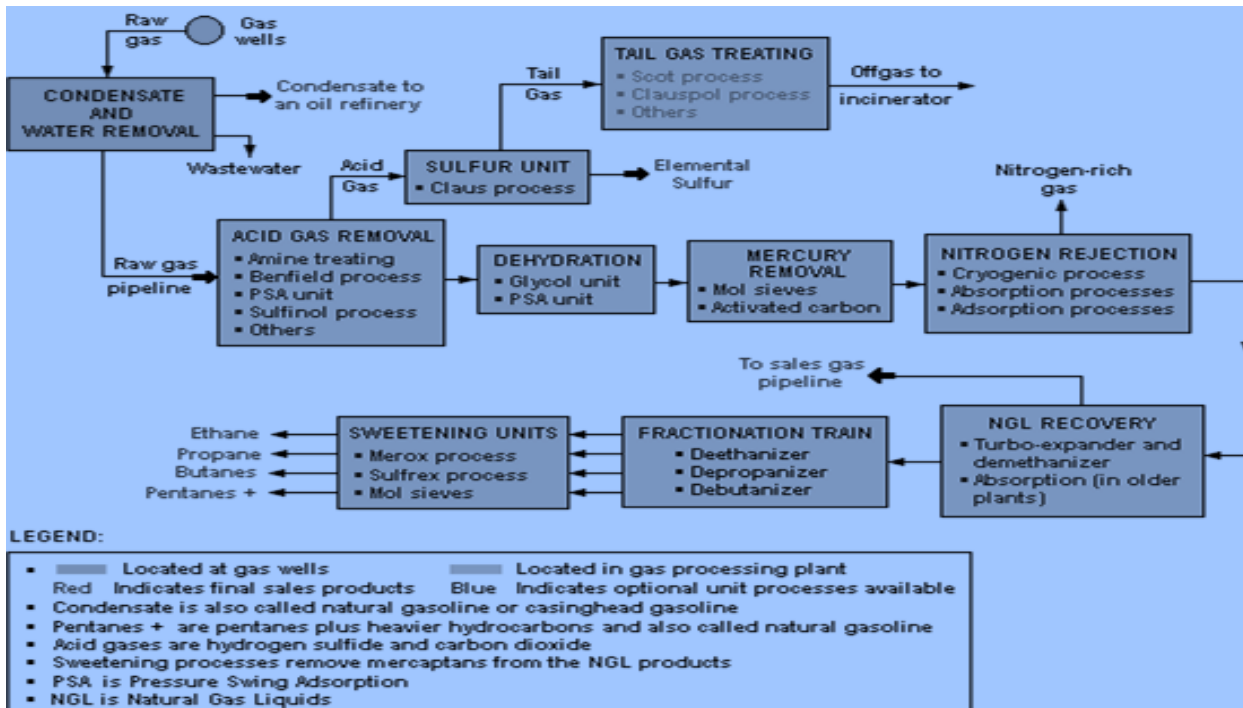 Raw
gas
Gas
wells
CONDENSATE
AND
WATER REMOVAL
Condensate to
an oil refinery
Wastewater
Raw gas
pipeline
ACID GAS REMOVAL
▪ Amine treating
▪ Benfield process
▪ PSA unit
▪ Sulfinol process
▪ Others
Acid
Gas
SULFUR UNIT
▪ Claus process
Elemental
Sulfur
Tail
Gas
TAIL GAS TREATING
▪ Scot process
▪ Clauspol process
▪ Others
Offgas to
incinerator
DEHYDRATION
▪ Glycol unit
▪ PSA unit
MERCURY
REMOVAL
▪ Mol sieves
▪ Activated carbon
Nitrogen-rich
gas
NITROGEN REJECTION
▪ Cryogenic process
▪ Absorption processes
▪ Adsorption processes
To sales gas
pipeline
NGL RECOVERY
▪ Turbo-expander and
demethanizer
▪ Absorption (in older
plants)
FRACTIONATION TRAIN
▪ Deethanizer
▪ Depropanizer
▪ Debutanizer
SWEETENING UNITS
▪ Merox process
▪ Sulfrex process
▪ Mol sieves
Ethane
Propane
Butanes
Pentanes +
LEGEND:
▪ Located at gas wells Located in gas processing plant
Red Indicates final sales products Blue Indicates optional unit processes available
▪ Condensate is also called natural gasoline or casinghead gasoline
▪ Pentanes + are pentanes plus heavier hydrocarbons and also called natural gasoline
▪ Acid gases are hydrogen sulfide and carbon dioxide
▪ Sweetening processes remove mercaptans from the NGL products
▪ PSA is Pressure Swing Adsorption
▪ NGL is Natural Gas Liquids